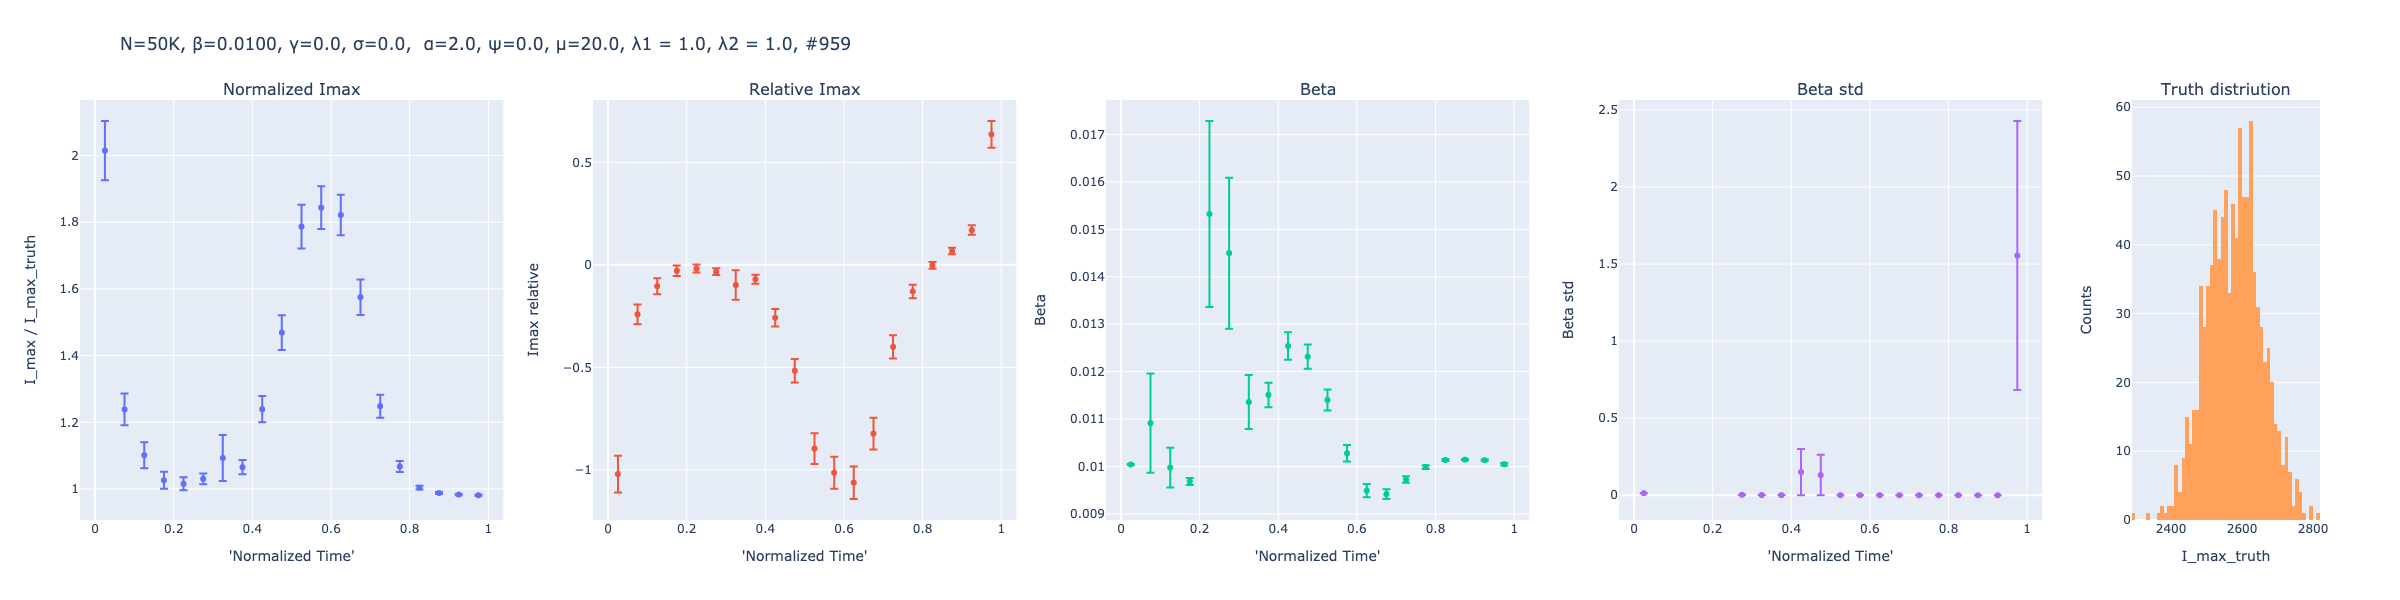 N=50K, β=0.0100, γ=0.0, σ=0.0,  α=2.0, ψ=0.0, μ=20.0, λ1 = 1.0, λ2 = 1.0, #959
Normalized Imax
I_max / I_max_truth
2
1.8
1.6
1.4
1.2
1
0 0.2 0.4 0.6 0.8 1
'Normalized Time'
Relative Imax
Imax relative
0.5
0
−0.5
−1
0 0.2 0.4 0.6 0.8 1
'Normalized Time'
Beta
Beta
0.017
0.016
0.015
0.014
0.013
0.012
0.011
0.01
0.009
0 0.2 0.4 0.6 0.8 1
'Normalized Time'
Beta std
Beta std
2.5
2
1.5
1
0.5
0
0 0.2 0.4 0.6 0.8 1
'Normalized Time'
Truth distriution
Counts
60
50
40
30
20
10
0
2400 2600 2800
I_max_truth